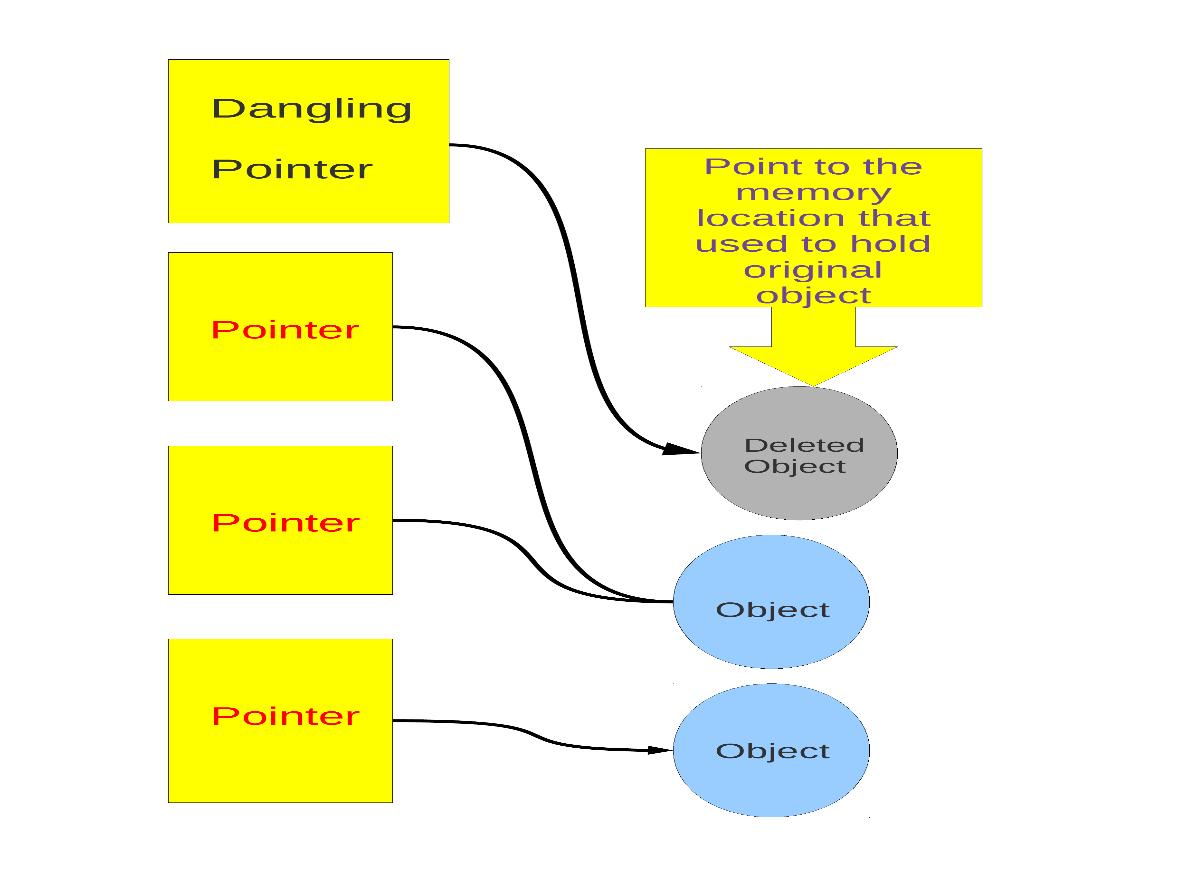 Dangling
Pointer
Point to the
memory
location that
used to hold
original
object
Pointer
Deleted
Object
Pointer
Object
Pointer
Object